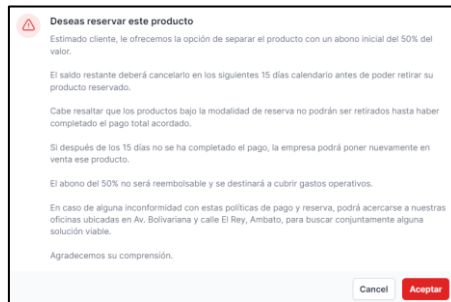 Deseas reservar este producto
Estimado cliente, le ofrecemos la opción de separar el producto con un abono inicial del 50% del
valor.
El saldo restante deberá cancelarlo en los siguientes 15 días calendario antes de poder retirar su
producto reservado.
Cabe resaltar que los productos bajo la modalidad de reserva no podrán ser retirados hasta haber
completado el pago total acordado.
Si después de los 15 días no se ha completado el pago, la empresa podrá poner nuevamente en
venta ese producto.
El abono del 50% no será reembolsable y se destinará a cubrir gastos operativos.
En caso de alguna inconformidad con estas políticas de pago y reserva, podrá acercarse a nuestras
oficinas ubicadas en Av. Bolivariana y calle El Rey, Ambato, para buscar conjuntamente alguna
solución viable.
Agradecemos su comprensión.
Cancel Aceptar